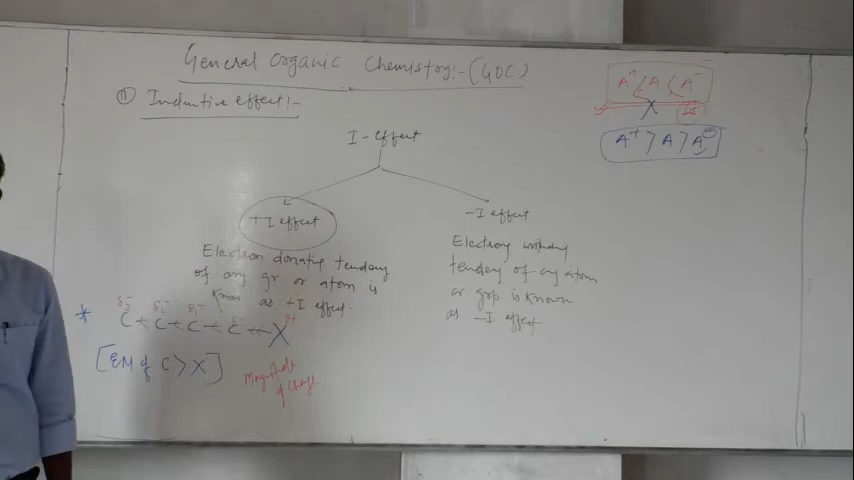 General Organic Chemistry:-(GOC)
① Inductive effect:-
I-effect
+I effect
Electron donating tendency
of any gr or atom is
know as +I effect.
-I effect
Electron withdrawing
tendency of any atom
or grp is known
as -I effect
* C C C C X
[EN of C > X]
Magnitude
of charge
A⁺ < A < A⁻
X
A⁺ > A > A⊖